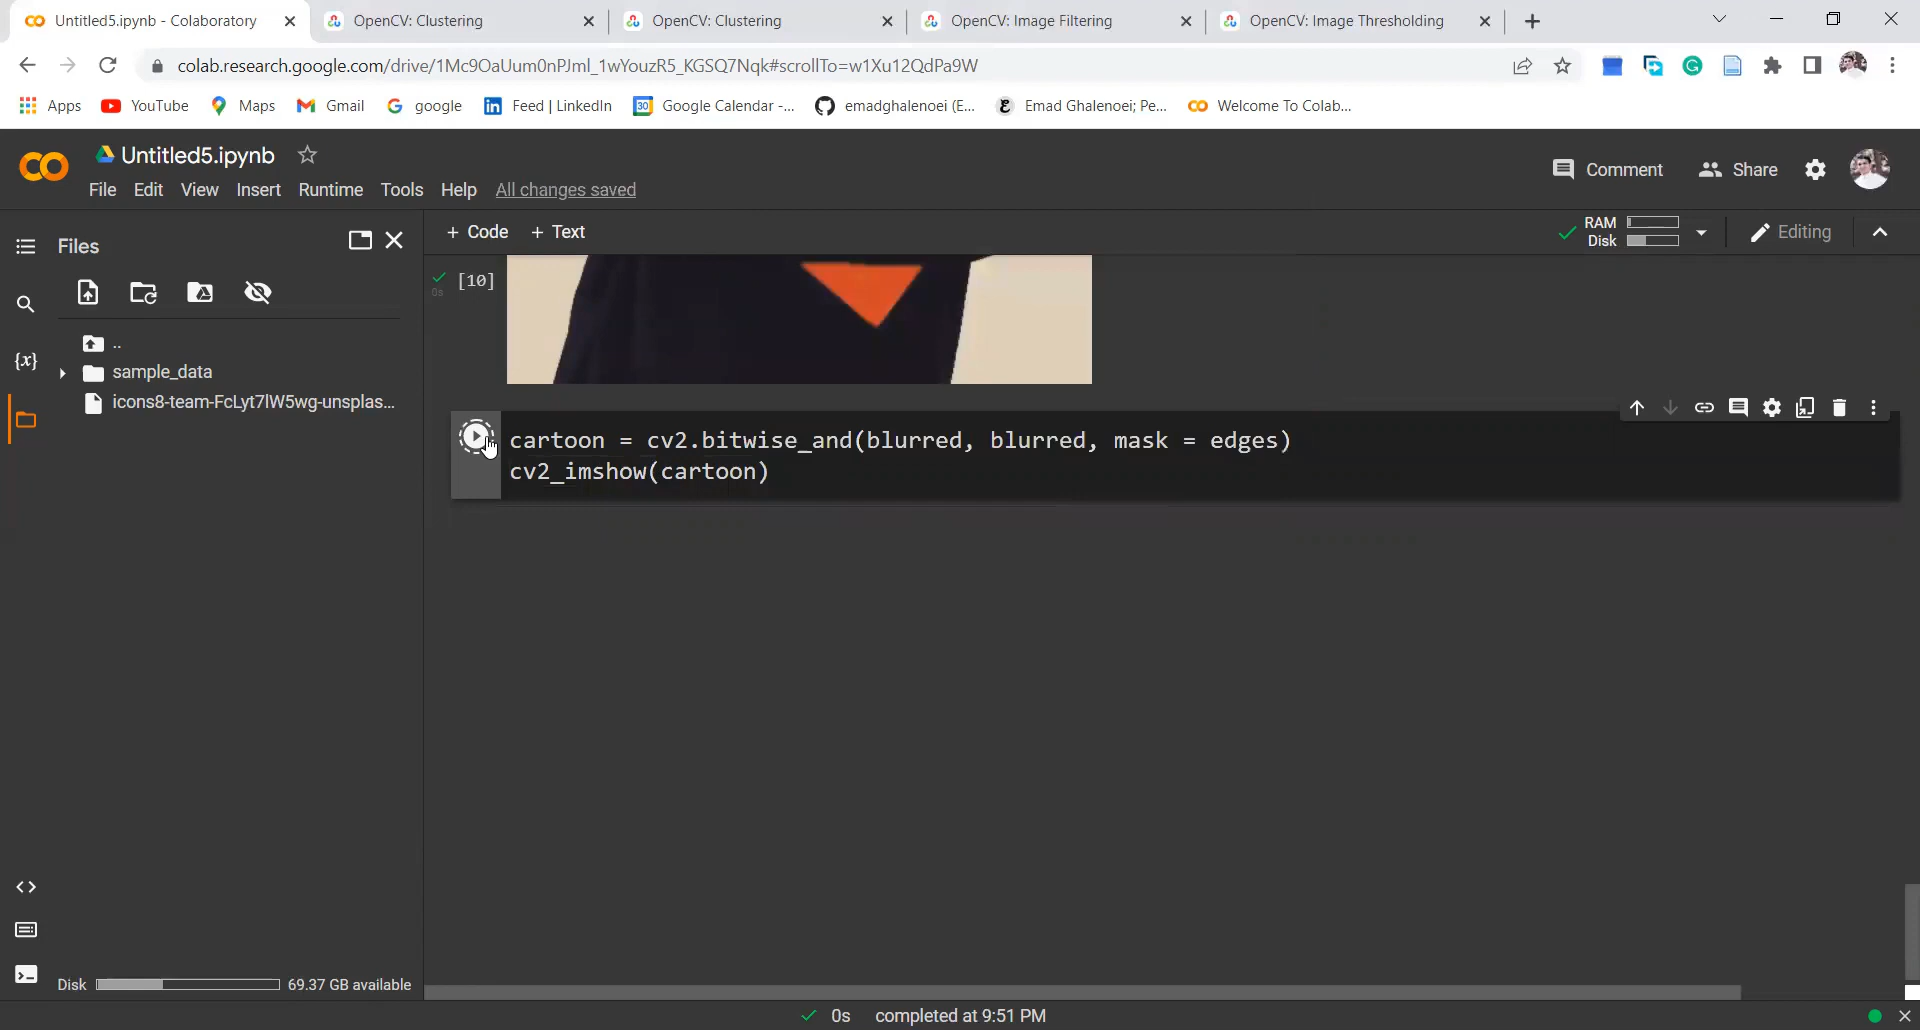 Untitled5.ipynb - Colaboratory
OpenCV: Clustering
OpenCV: Clustering
OpenCV: Image Filtering
OpenCV: Image Thresholding
colab.research.google.com/drive/1Mc9OaUum0nPJml_1wYouzR5_KGSQ7Nqk#scrollTo=w1Xu12QdPa9W
Apps YouTube Maps Gmail google Feed | LinkedIn Google Calendar -... emadghalenoei (E... Emad Ghalenoei; Pe... Welcome To Colab...
Untitled5.ipynb
File Edit View Insert Runtime Tools Help All changes saved
Comment Share
Files
+ Code + Text
RAM
Disk
Editing
0s
[10]
..
sample_data
icons8-team-FcLyt7lW5wg-unsplas...
{x}
cartoon = cv2.bitwise_and(blurred, blurred, mask = edges)
cv2_imshow(cartoon)
Disk 69.37 GB available
0s completed at 9:51 PM